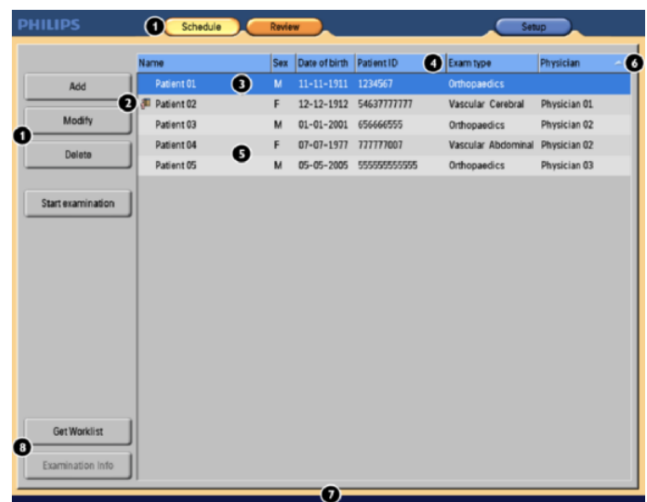 PHILIPS 1 Schedule Review Setup
Name Sex Date of birth Patient ID 4 Exam type Physician 6
Add Patient 01 3 M 11-11-1911 1234567 Orthopaedics
2 Patient 02 F 12-12-1912 54637777777 Vascular Cerebral Physician 01
Modify Patient 03 M 01-01-2001 656666555 Orthopaedics Physician 02
1
Patient 04 F 07-07-1977 777777007 Vascular Abdominal Physician 02
Delete 5
Patient 05 M 05-05-2005 555555555555 Orthopaedics Physician 03
Start examination
Get Worklist
8
Examination Info
7